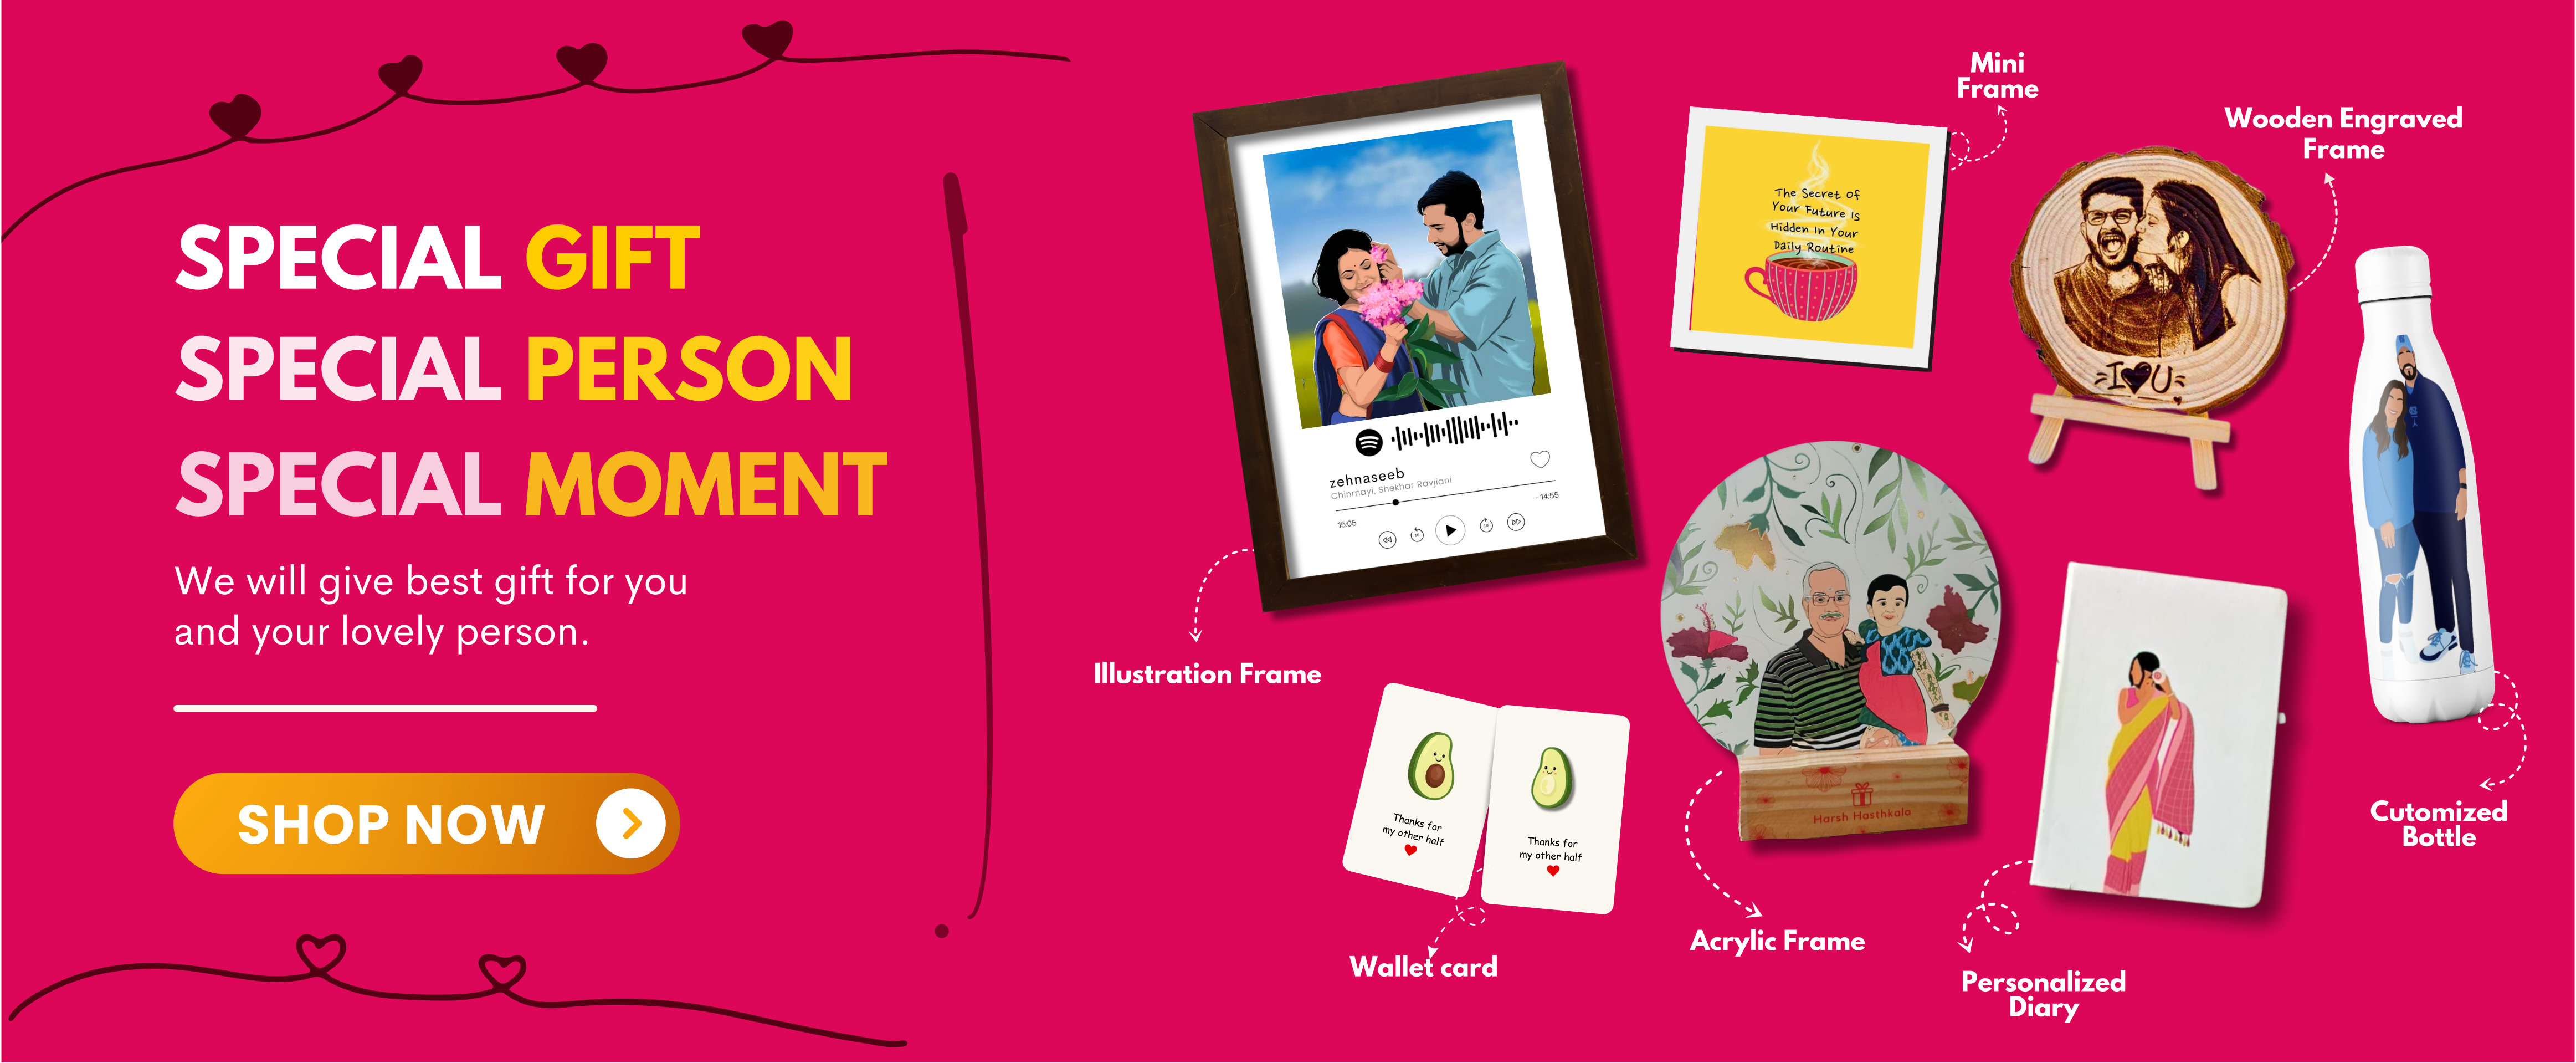 SPECIAL GIFT
SPECIAL PERSON
SPECIAL MOMENT
We will give best gift for you
and your lovely person.
SHOP NOW
zehnaseeb
Chinmayi, Shekhar Ravjiani
15:05
- 14:55
10
10
Illustration Frame
Mini
Frame
The Secret Of
Your Future Is
Hidden In Your
Daily Routine
Wooden Engraved
Frame
I U
Harsh Hasthkala
Acrylic Frame
Thanks for
my other half
Thanks for
my other half
Wallet card
Personalized
Diary
Cutomized
Bottle